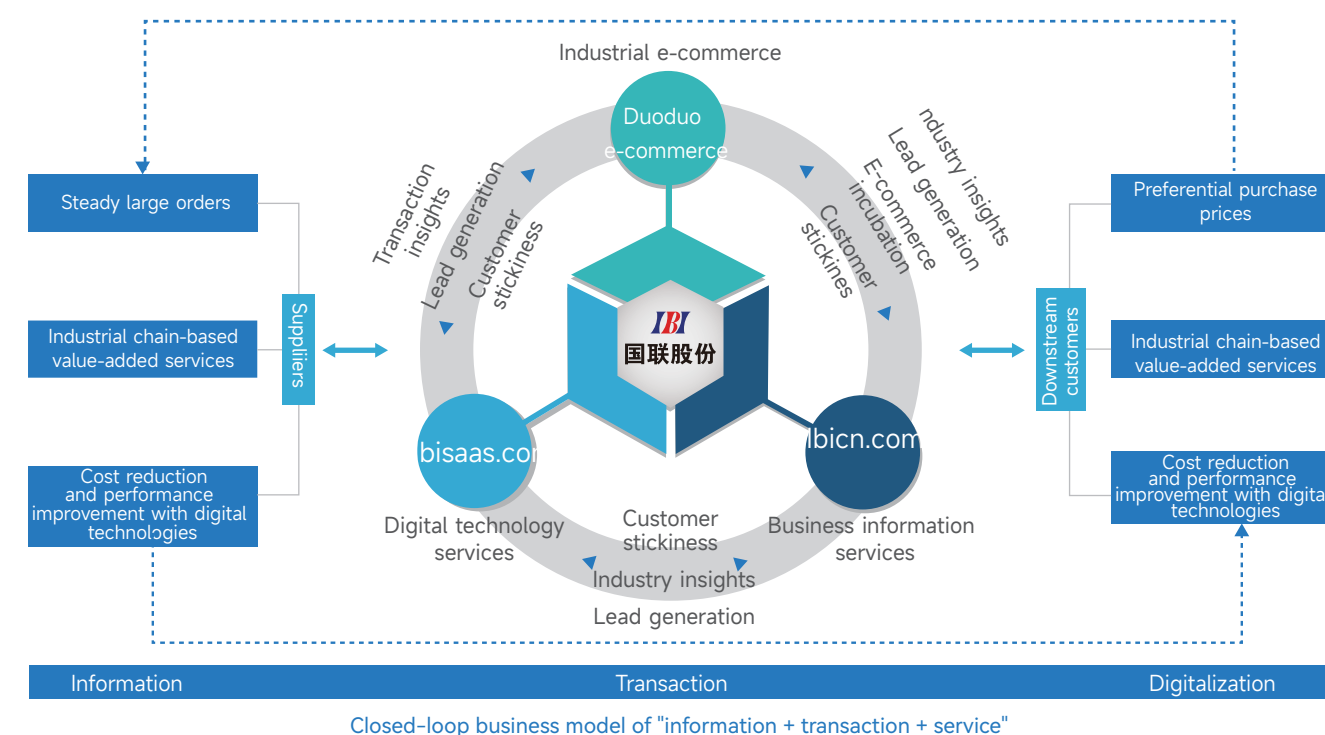 Industrial e-commerce
Duoduo
e-commerce
Transaction
insights
Lead generation
Customer
stickiness
ndustry insights
Lead generation
E-commerce
incubation
Customer
stickines
Steady large orders
Industrial chain-based
value-added services
Cost reduction
and performance
improvement with digital
technologies
Suppliiers
国联股份
bisaas.com
Ibicn.com
Digital technology
services
Business information
services
Customer
stickiness
Industry insights
Lead generation
Downstream
customers
Preferential purchase
prices
Industrial chain-based
value-added services
Cost reduction
and performance
improvement with digita
technologies
Information
Transaction
Digitalization
Closed-loop business model of "information + transaction + service"